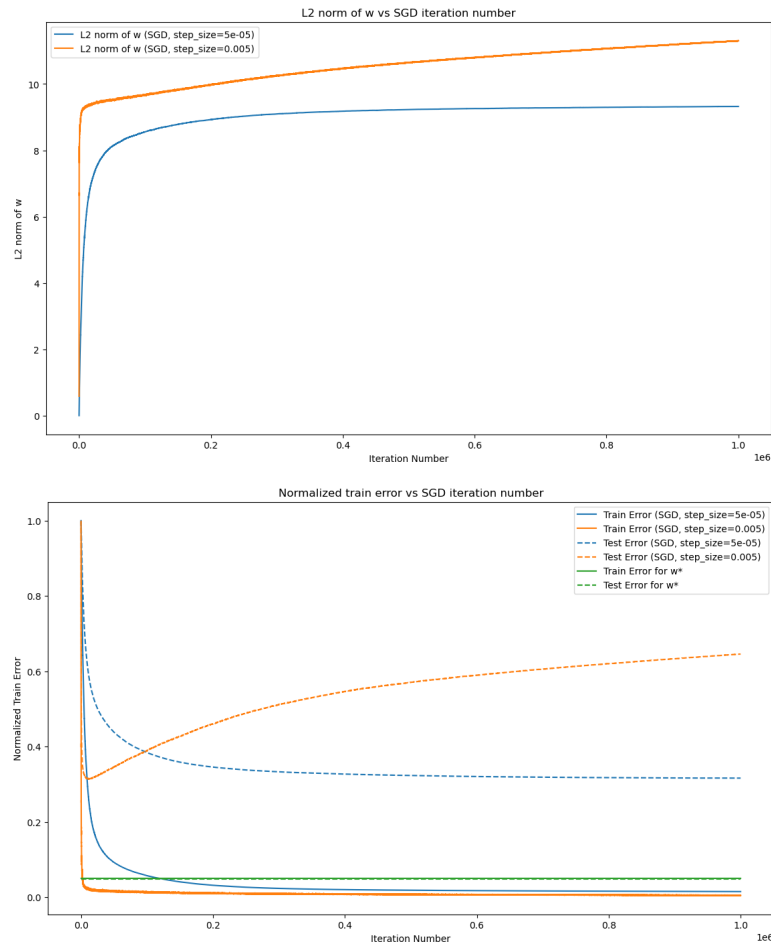 L2 norm of w vs SGD iteration number
L2 norm of w (SGD, step_size=5e-05)
L2 norm of w (SGD, step_size=0.005)
10
8
6
4
2
0
L2 norm of w
0.0 0.2 0.4 0.6 0.8 1.0
1e6
Iteration Number
Normalized train error vs SGD iteration number
Train Error (SGD, step_size=5e-05)
Train Error (SGD, step_size=0.005)
Test Error (SGD, step_size=5e-05)
Test Error (SGD, step_size=0.005)
Train Error for w*
Test Error for w*
1.0
0.8
0.6
0.4
0.2
0.0
Normalized Train Error
0.0 0.2 0.4 0.6 0.8 1.0
1e6
Iteration Number